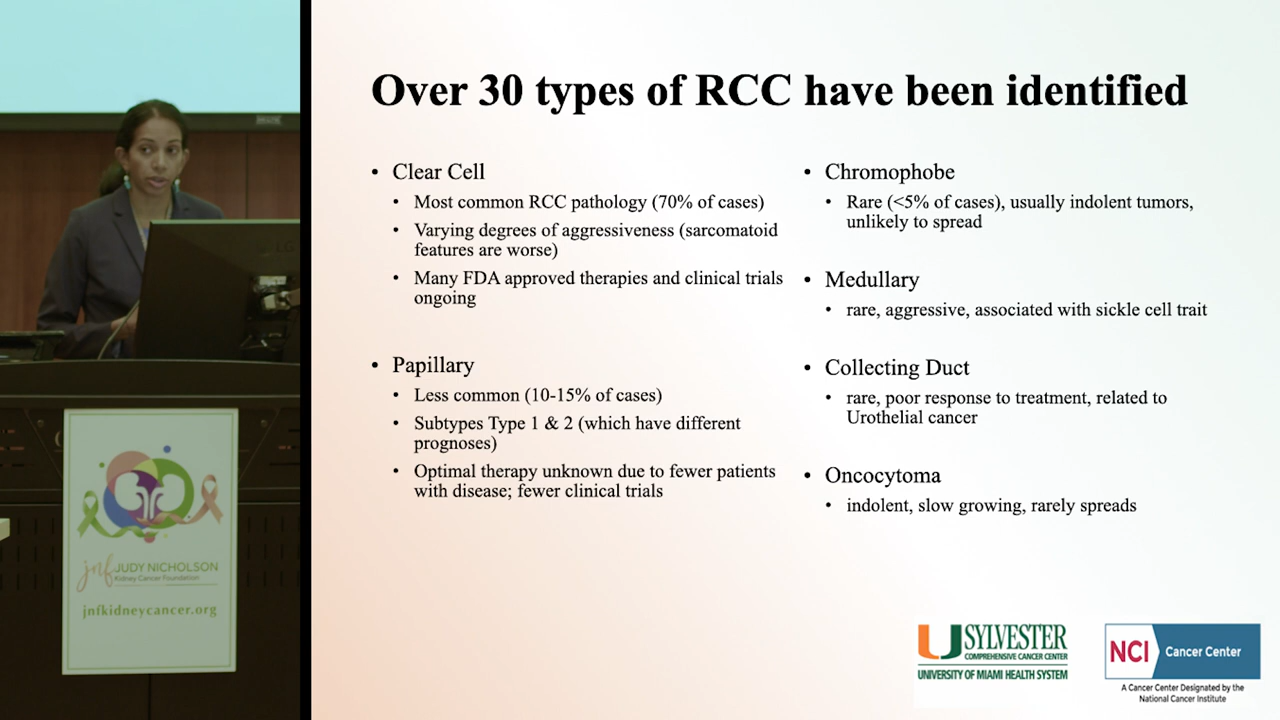 Over 30 types of RCC have been identified
• Clear Cell
• Most common RCC pathology (70% of cases)
• Varying degrees of aggressiveness (sarcomatoid
features are worse)
• Many FDA approved therapies and clinical trials
ongoing
• Papillary
• Less common (10-15% of cases)
• Subtypes Type 1 & 2 (which have different
prognoses)
• Optimal therapy unknown due to fewer patients
with disease; fewer clinical trials
• Chromophobe
• Rare (<5% of cases), usually indolent tumors,
unlikely to spread
• Medullary
• rare, aggressive, associated with sickle cell trait
• Collecting Duct
• rare, poor response to treatment, related to
Urothelial cancer
• Oncocytoma
• indolent, slow growing, rarely spreads
jnf JUDY NICHOLSON
Kidney Cancer Foundation
jnfkidneycancer.org
U SYLVESTER
COMPREHENSIVE CANCER CENTER
UNIVERSITY OF MIAMI HEALTH SYSTEM
NCI Cancer Center
A Cancer Center Designated by the
National Cancer Institute